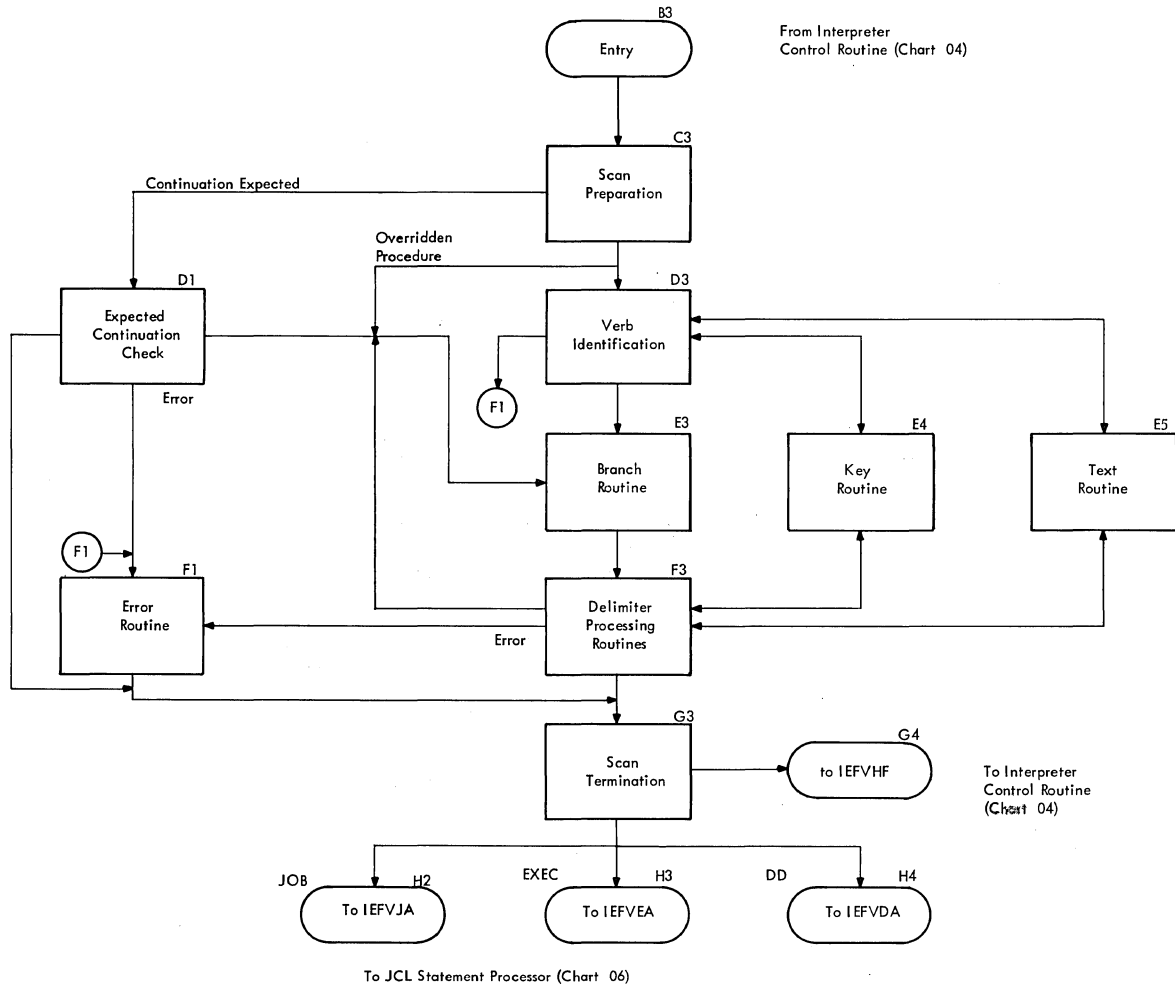 B3
Entry
From Interpreter
Control Routine (Chart 04)
C3
Scan
Preparation
Continuation Expected
Overridden
Procedure
D1
Expected
Continuation
Check
D3
Verb
Identification
Error
F1
E3
Branch
Routine
E4
Key
Routine
E5
Text
Routine
F1
F1
Error
Routine
F3
Delimiter
Processing
Routines
Error
G3
Scan
Termination
G4
to IEFVHF
To Interpreter
Control Routine
(Chart 04)
JOB
H2
To IEFVJA
EXEC
H3
To IEFVEA
DD
H4
To IEFVDA
To JCL Statement Processor (Chart 06)